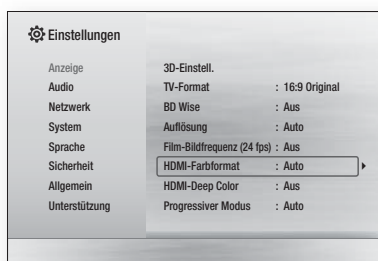 Einstellungen
Anzeige
Audio
Netzwerk
System
Sprache
Sicherheit
Allgemein
Unterstützung
3D-Einstell.
TV-Format : 16:9 Original
BD Wise : Aus
Auflösung : Auto
Film-Bildfrequenz (24 fps) : Aus
HDMI-Farbformat : Auto
HDMI-Deep Color : Aus
Progressiver Modus : Auto